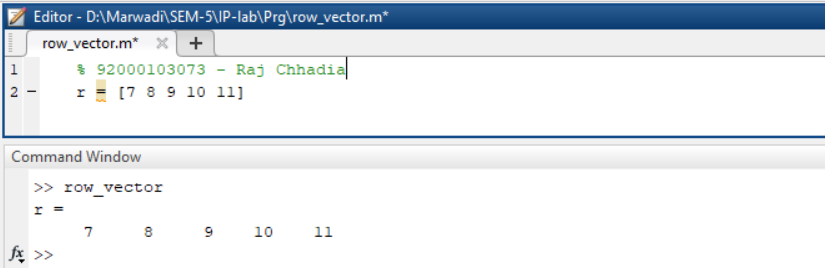 Editor - D:\Marwadi\SEM-5\IP-lab\Prg\row_vector.m*
row_vector.m* × +
1 % 92000103073 - Raj Chhadia
2 - r = [7 8 9 10 11]
Command Window
>> row_vector
r =
7 8 9 10 11
fx >>